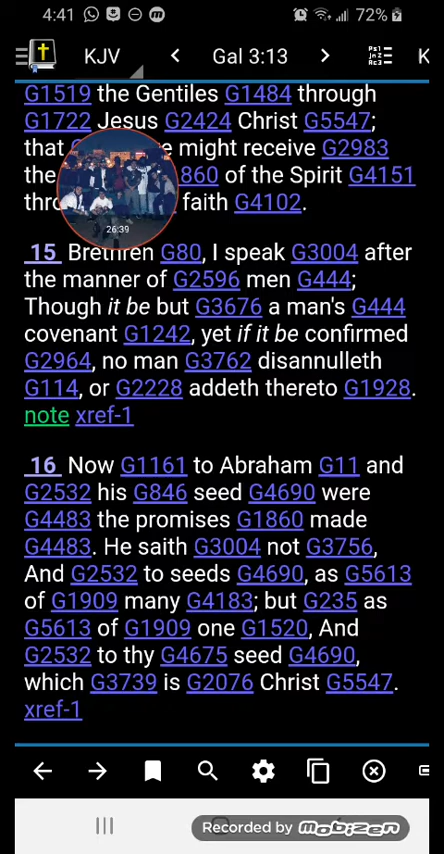 4:41
72%
KJV < Gal 3:13 > K
Ps1
Jn2
Ac3
G1519 the Gentiles G1484 through
G1722 Jesus G2424 Christ G5547;
that might receive G2983
the 860 of the Spirit G4151
faith G4102.
26:39
15 Brethren G80, I speak G3004 after
the manner of G2596 men G444;
Though it be but G3676 a man's G444
covenant G1242, yet if it be confirmed
G2964, no man G3762 disannulleth
G114, or G2228 addeth thereto G1928.
note xref-1
16 Now G1161 to Abraham G11 and
G2532 his G846 seed G4690 were
G4483 the promises G1860 made
G4483. He saith G3004 not G3756,
And G2532 to seeds G4690, as G5613
of G1909 many G4183; but G235 as
G5613 of G1909 one G1520, And
G2532 to thy G4675 seed G4690,
which G3739 is G2076 Christ G5547.
xref-1
Recorded by Mobizen